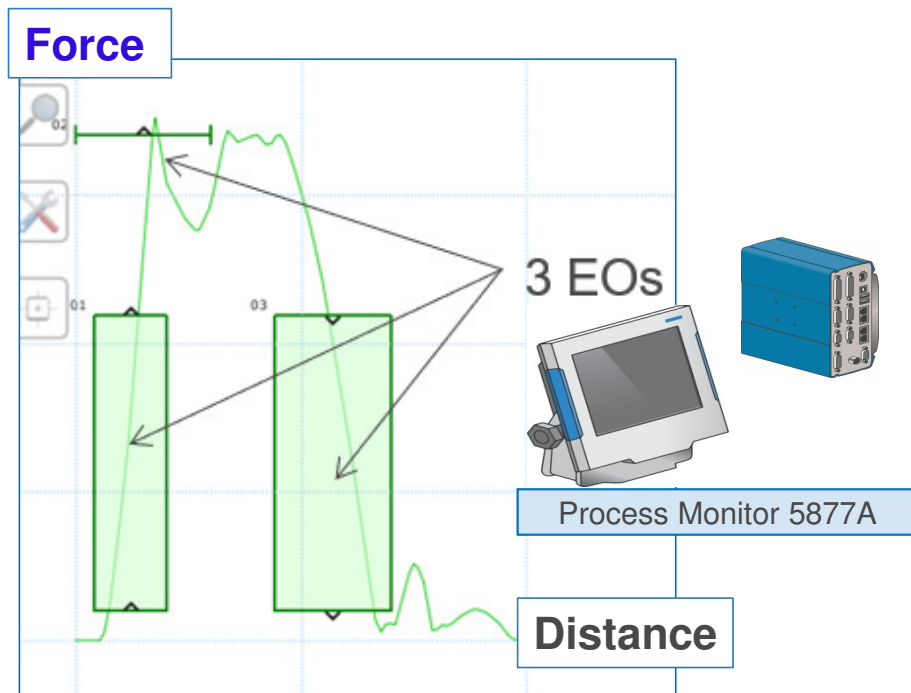 Force
02
01
03
3 EOs
Process Monitor 5877A
Distance